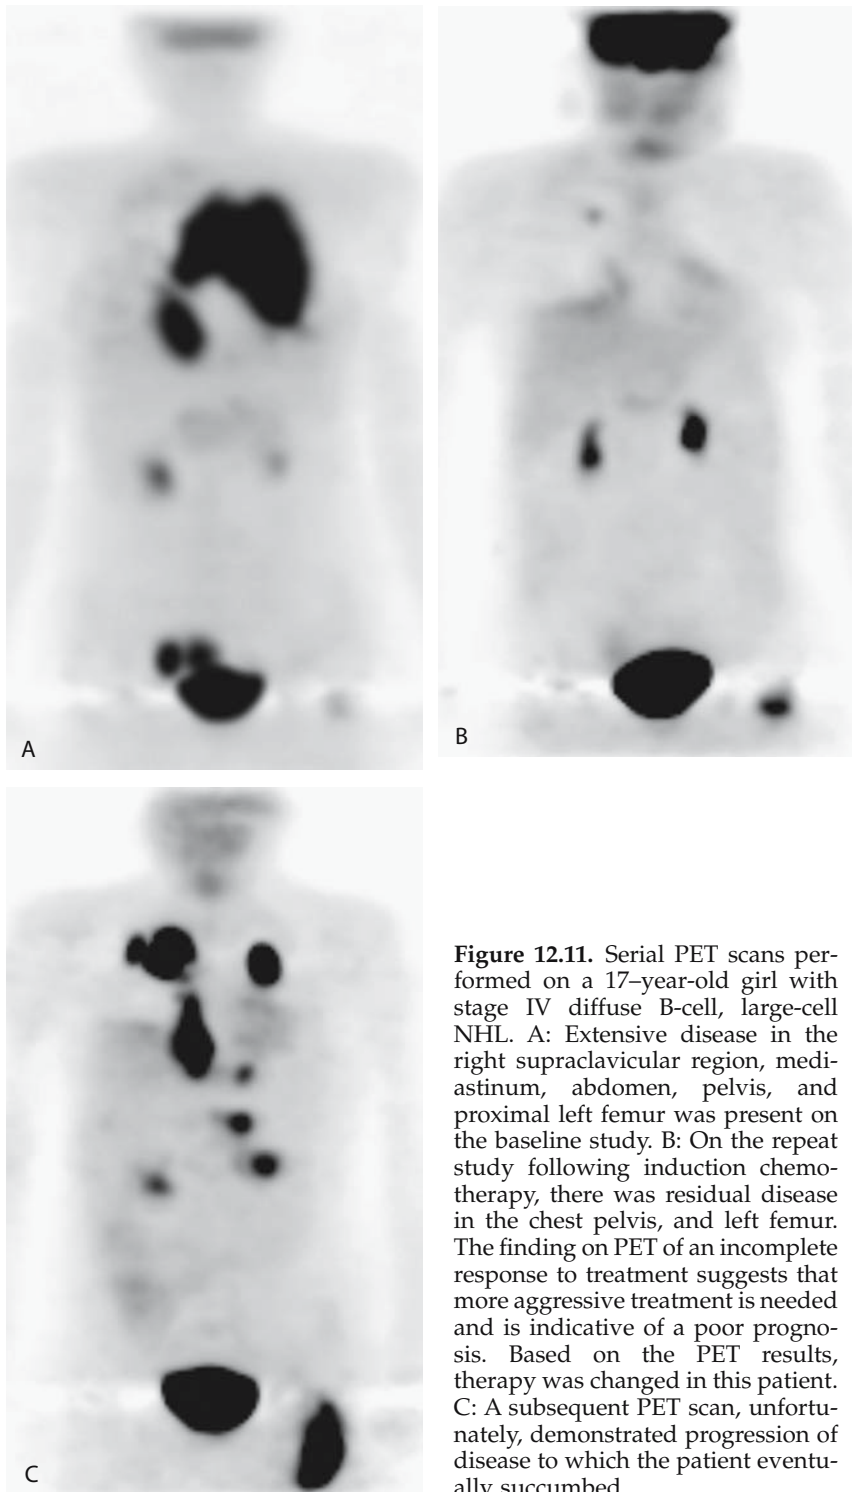 A
B
C
Figure 12.11. Serial PET scans per-
formed on a 17–year-old girl with
stage IV diffuse B-cell, large-cell
NHL. A: Extensive disease in the
right supraclavicular region, medi-
astinum, abdomen, pelvis, and
proximal left femur was present on
the baseline study. B: On the repeat
study following induction chemo-
therapy, there was residual disease
in the chest pelvis, and left femur.
The finding on PET of an incomplete
response to treatment suggests that
more aggressive treatment is needed
and is indicative of a poor progno-
sis. Based on the PET results,
therapy was changed in this patient.
C: A subsequent PET scan, unfortu-
nately, demonstrated progression of
disease to which the patient eventu-
ally succumbed